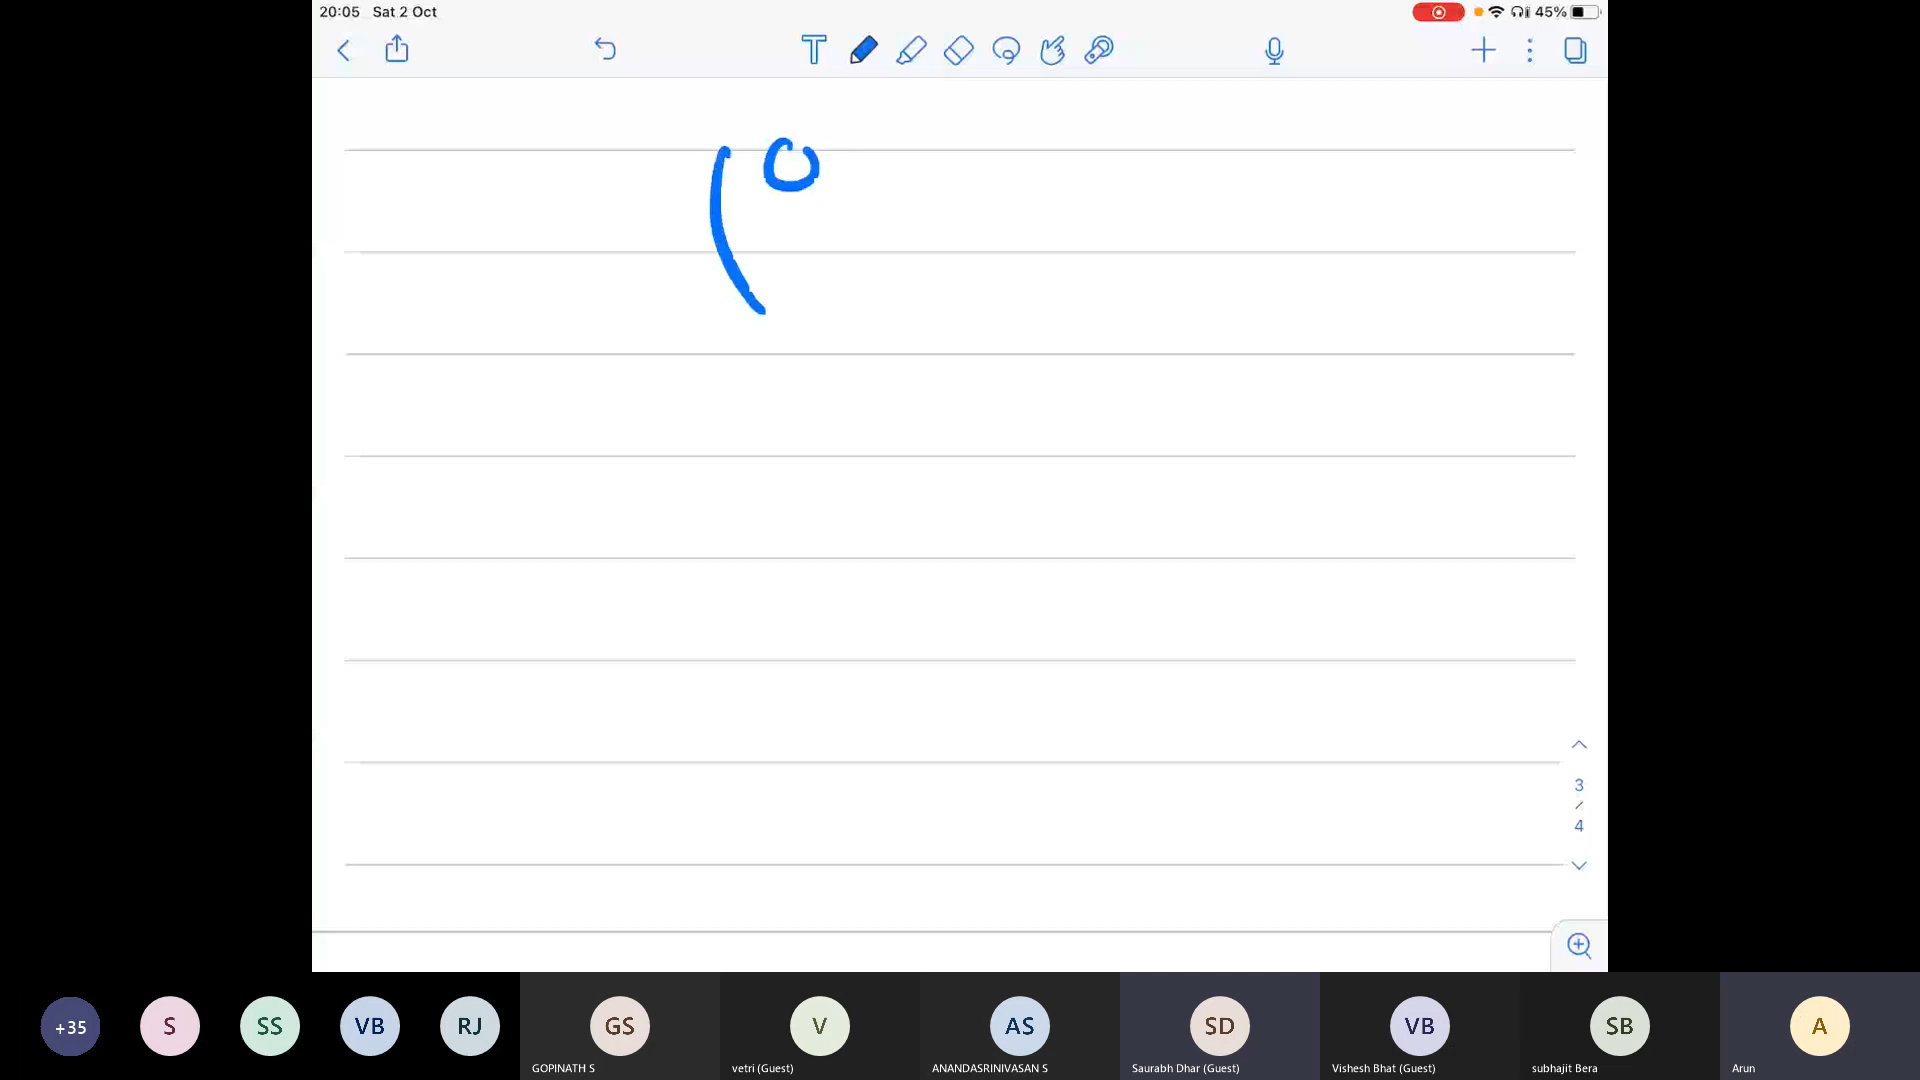 20:05 Sat 2 Oct 45%
T
3
/
4
+35 S SS VB RJ GS V AS SD VB SB A
GOPINATH S vetri (Guest) ANANDASRINIVASAN S Saurabh Dhar (Guest) Vishesh Bhat (Guest) subhajit Bera Arun